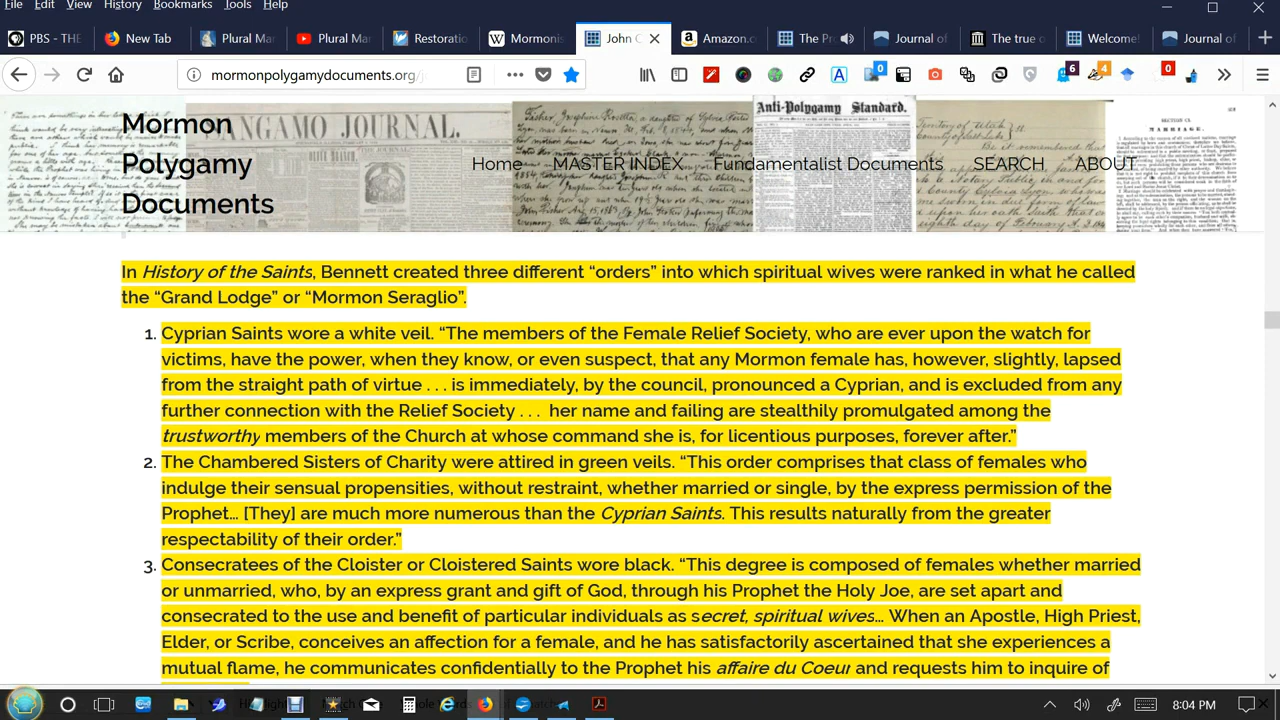 File Edit View History Bookmarks Tools Help
PBS - THE New Tab Plural Mar Plural Mar Restoratio Mormonis John C Amazon.c The Pr Journal of The true o Welcome! Journal of
mormonpolygamydocuments.org/j
0 6 4 0
Anti-Polygamy Standard.
NGAMO JOURNAL.
MARRIAGE.
Mormon
Polygamy
Documents
Home MASTER INDEX Fundamentalist Documents SEARCH ABOUT
In History of the Saints, Bennett created three different “orders” into which spiritual wives were ranked in what he called
the “Grand Lodge” or “Mormon Seraglio”.
1. Cyprian Saints wore a white veil. “The members of the Female Relief Society, who are ever upon the watch for
victims, have the power, when they know, or even suspect, that any Mormon female has, however, slightly, lapsed
from the straight path of virtue . . . is immediately, by the council, pronounced a Cyprian, and is excluded from any
further connection with the Relief Society . . . her name and failing are stealthily promulgated among the
trustworthy members of the Church at whose command she is, for licentious purposes, forever after.”
2. The Chambered Sisters of Charity were attired in green veils. “This order comprises that class of females who
indulge their sensual propensities, without restraint, whether married or single, by the express permission of the
Prophet… [They] are much more numerous than the Cyprian Saints. This results naturally from the greater
respectability of their order.”
3. Consecratees of the Cloister or Cloistered Saints wore black. “This degree is composed of females whether married
or unmarried, who, by an express grant and gift of God, through his Prophet the Holy Joe, are set apart and
consecrated to the use and benefit of particular individuals as secret, spiritual wives… When an Apostle, High Priest,
Elder, or Scribe, conceives an affection for a female, and he has satisfactorily ascertained that she experiences a
mutual flame, he communicates confidentially to the Prophet his affaire du Coeur and requests him to inquire of
8:04 PM